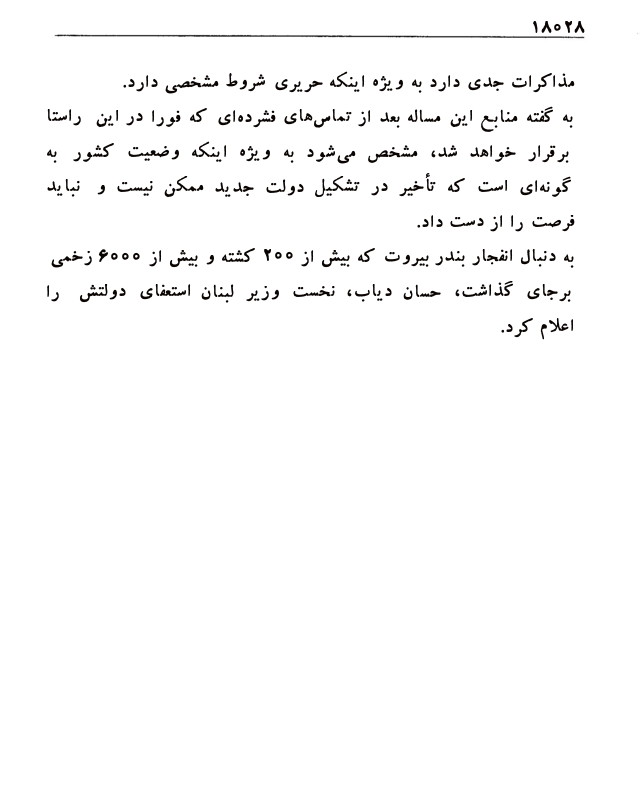 ۱۸۰۲۸
مذاکرات جدی دارد به ویژه اینکه حریری شروط مشخصی دارد.
به گفته منابع این مساله بعد از تماس‌های فشرده‌ای که فورا در این راستا
برقرار خواهد شد، مشخص می‌شود به ویژه اینکه وضعیت کشور به
گونه‌ای است که تأخیر در تشکیل دولت جدید ممکن نیست و نباید
فرصت را از دست داد.
به دنبال انفجار بندر بیروت که بیش از ۲۰۰ کشته و بیش از ۶۰۰۰ زخمی
برجای گذاشت، حسان دیاب، نخست وزیر لبنان استعفای دولتش را
اعلام کرد.